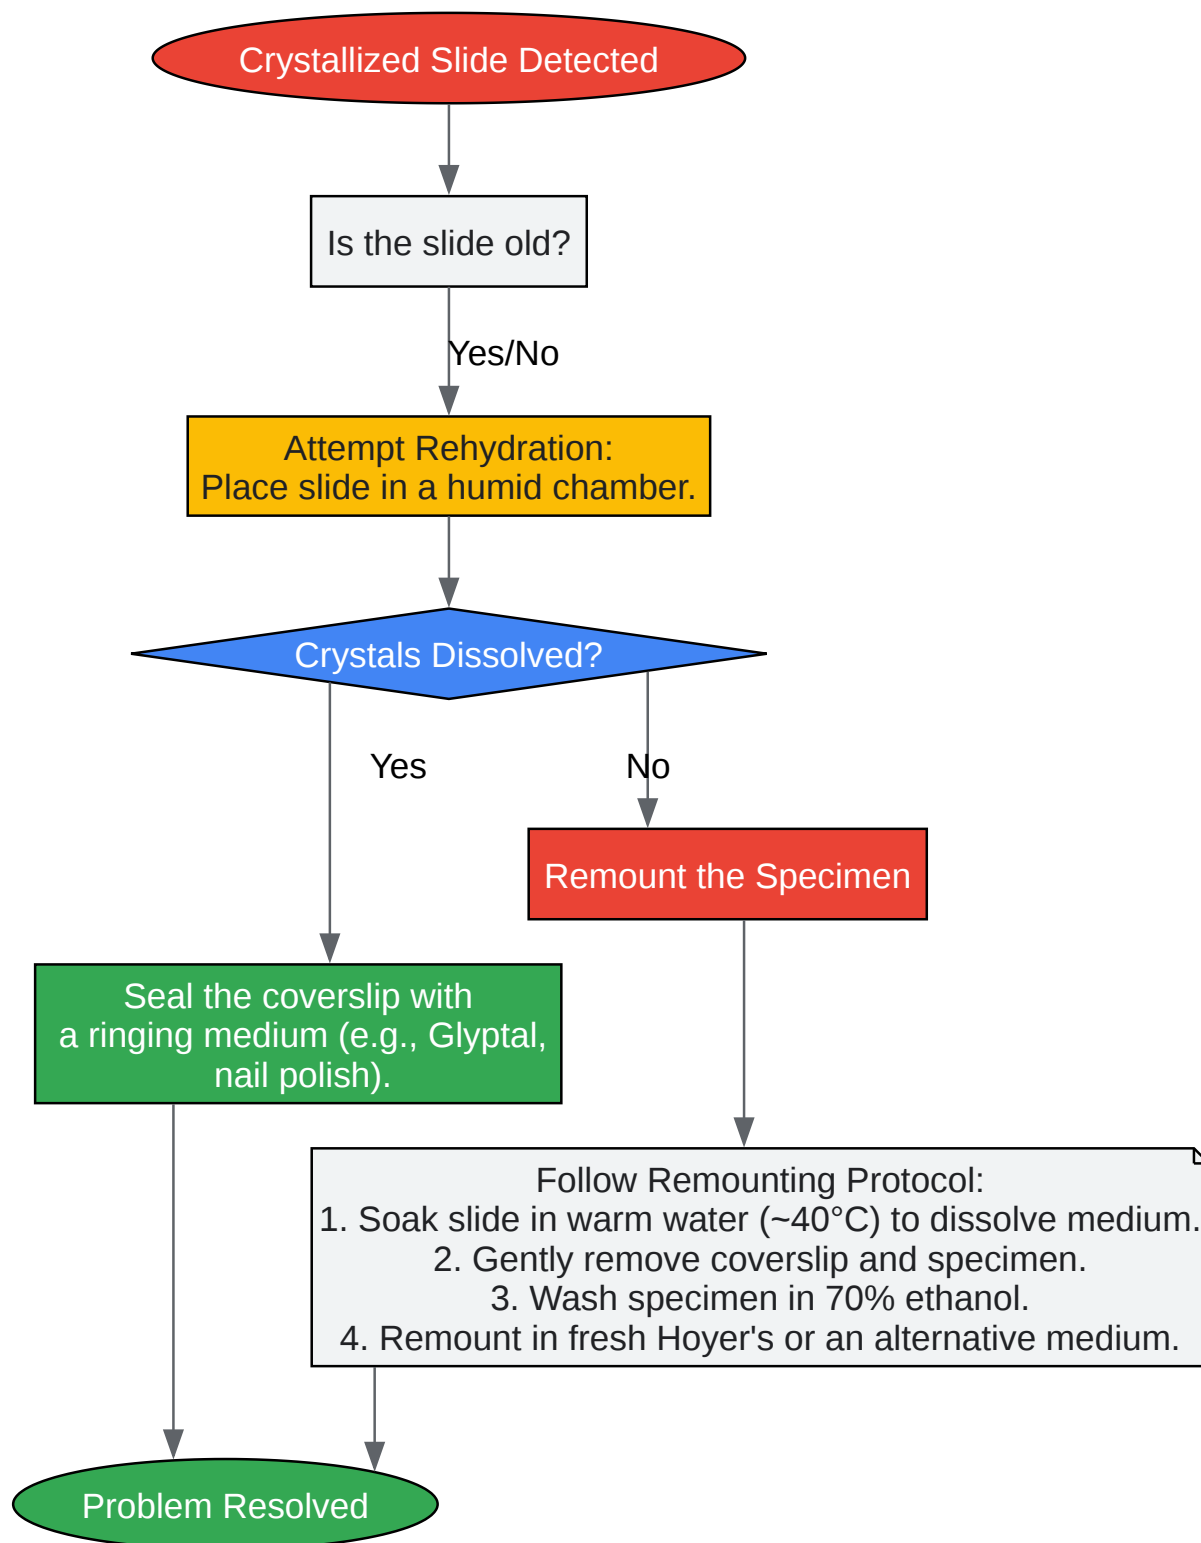 Crystallized Slide Detected
Is the slide old?
Yes/No
Attempt Rehydration:
Place slide in a humid chamber.
Crystals Dissolved?
Yes
No
Remount the Specimen
Seal the coverslip with
a ringing medium (e.g., Glyptal,
nail polish).
Follow Remounting Protocol:
1. Soak slide in warm water (~40°C) to dissolve medium.
2. Gently remove coverslip and specimen.
3. Wash specimen in 70% ethanol.
4. Remount in fresh Hoyer's or an alternative medium.
Problem Resolved